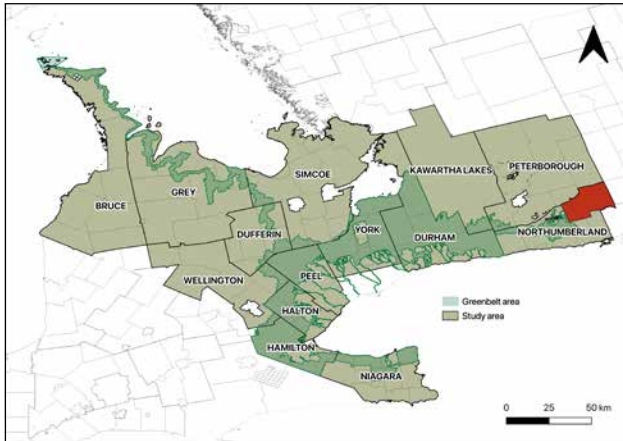 SIMCOE
KAWARTHA LAKES
PETERBOROUGH
GREY
BRUCE
DUFFERIN
YORK
DURHAM
NORTHUMBERLAND
WELLINGTON
PEEL
HALTON
HAMILTON
NIAGARA
Greenbelt area
Study area
0 25 50 km